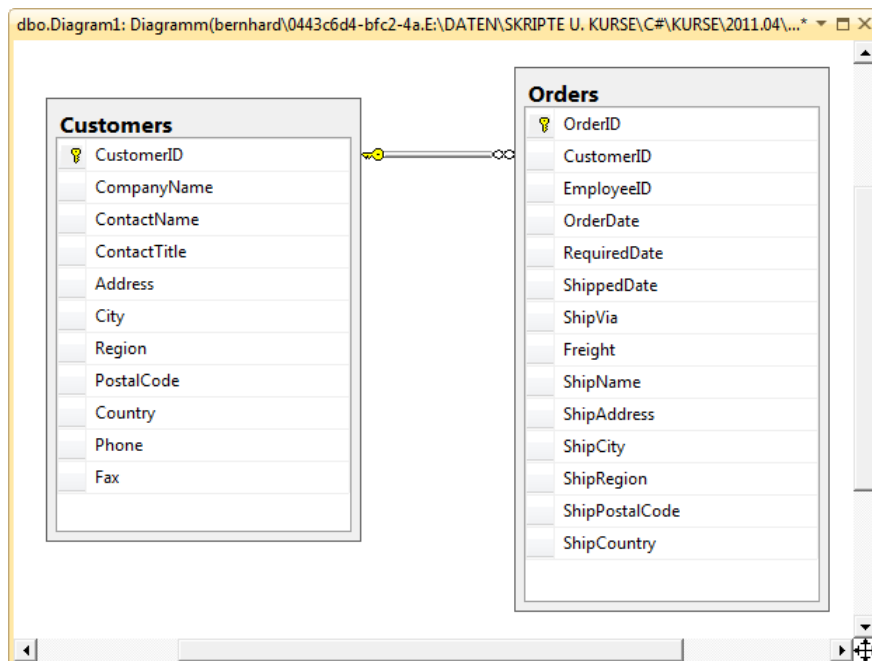 dbo.Diagram1: Diagramm(bernhard\0443c6d4-bfc2-4a.E:\DATEN\SKRIPTE U. KURSE\C#\KURSE\2011.04\...*
Customers
CustomerID
CompanyName
ContactName
ContactTitle
Address
City
Region
PostalCode
Country
Phone
Fax
Orders
OrderID
CustomerID
EmployeeID
OrderDate
RequiredDate
ShippedDate
ShipVia
Freight
ShipName
ShipAddress
ShipCity
ShipRegion
ShipPostalCode
ShipCountry